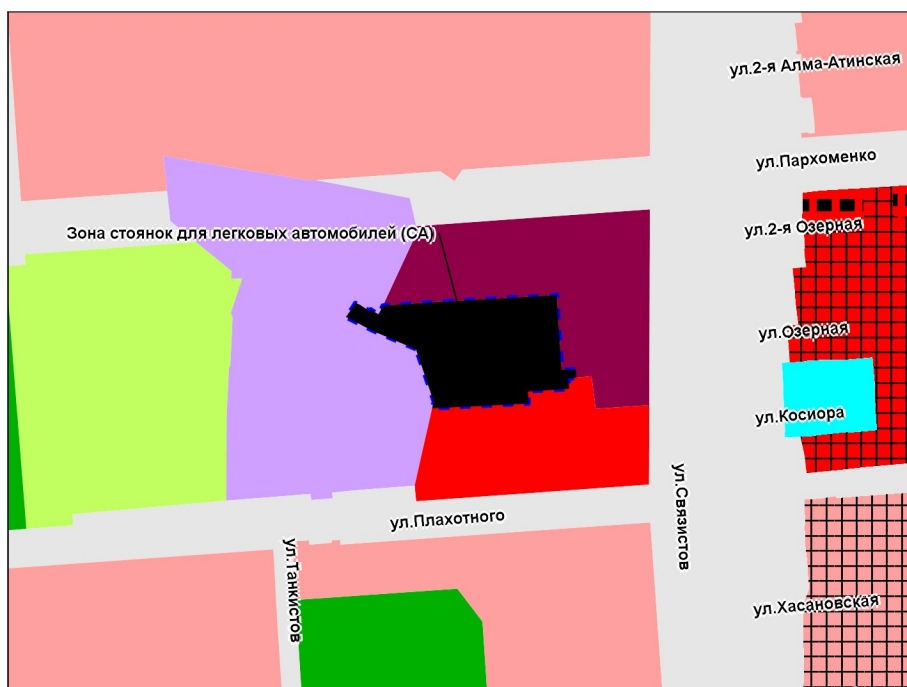 ул.2-я Алма-Атинская
ул.Пархоменко
ул.2-я Озерная
Зона стоянок для легковых автомобилей (СА)
ул.Озерная
ул.Косиора
ул.Связистов
ул.Плахотного
ул.Танкистов
ул.Хасановская